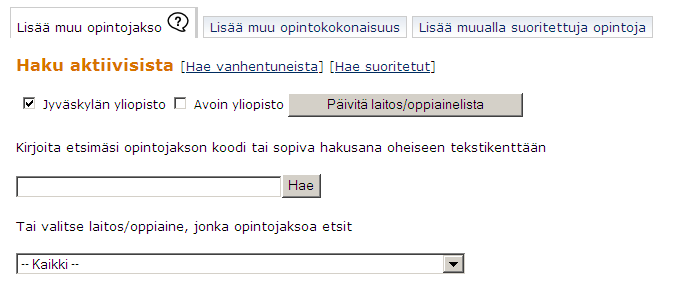 Lisää muu opintojakso ? Lisää muu opintokokonaisuus Lisää muualla suoritettuja opintoja
Haku aktiivisista [Hae vanhentuneista] [Hae suoritetut]
Jyväskylän yliopisto Avoin yliopisto Päivitä laitos/oppiainelista
Kirjoita etsimäsi opintojakson koodi tai sopiva hakusana oheiseen tekstikenttään
Hae
Tai valitse laitos/oppiaine, jonka opintojaksoa etsit
-- Kaikki --